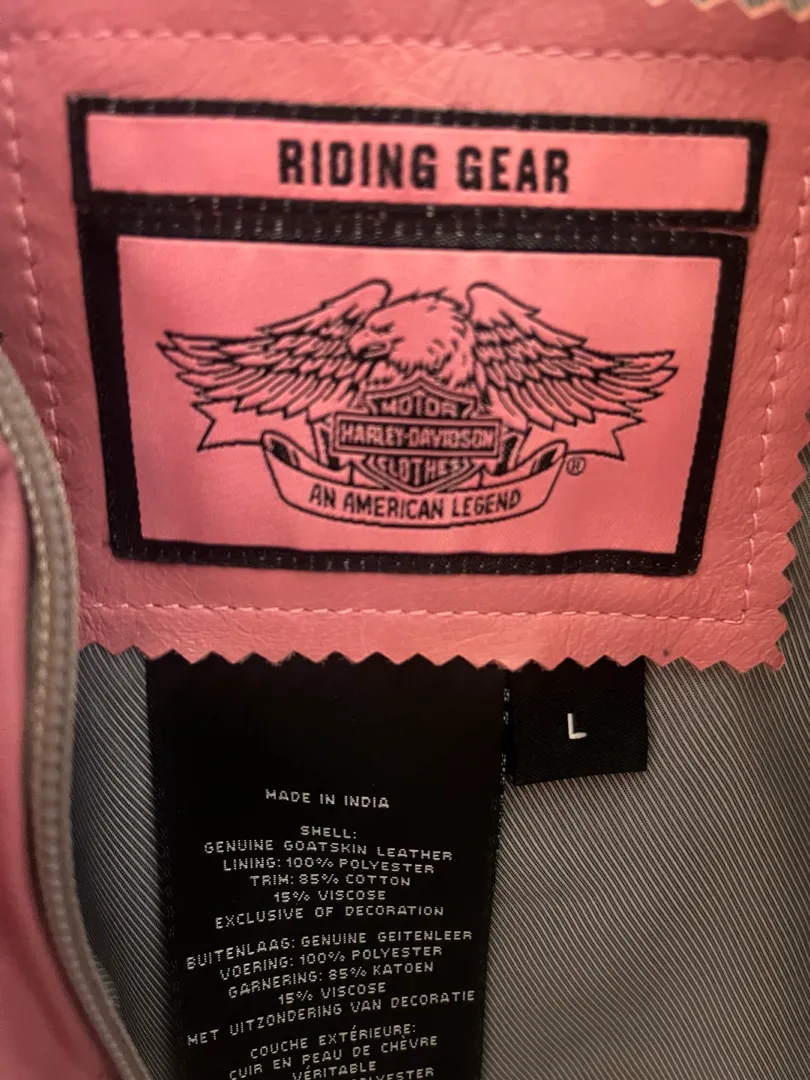 RIDING GEAR
MOTOR
HARLEY-DAVIDSON
CLOTHES
®
AN AMERICAN LEGEND
L
MADE IN INDIA
SHELL:
GENUINE GOATSKIN LEATHER
LINING: 100% POLYESTER
TRIM: 85% COTTON
15% VISCOSE
EXCLUSIVE OF DECORATION
BUITENLAAG: GENUINE GEITENLEER
VOERING: 100% POLYESTER
GARNERING: 85% KATOEN
15% VISCOSE
MET UITZONDERING VAN DECORATIE
COUCHE EXTÉRIEURE:
CUIR EN PEAU DE CHÈVRE
VÉRITABLE